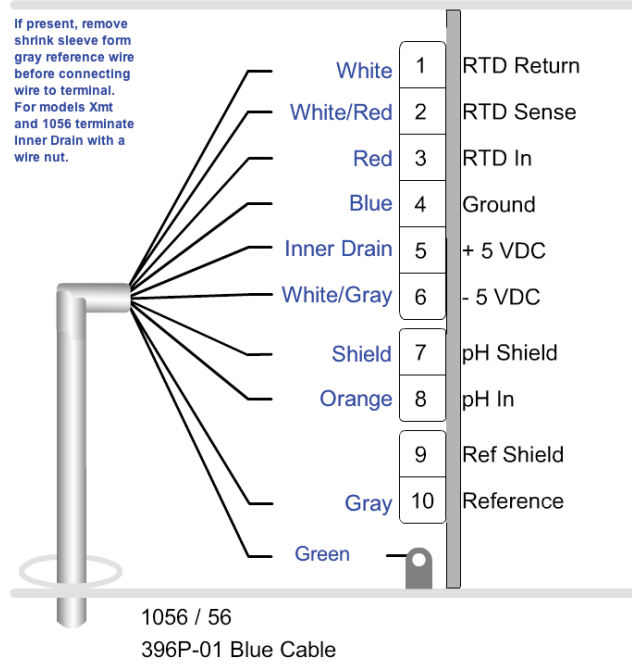 If present, remove
shrink sleeve form
gray reference wire
before connecting
wire to terminal.
For models Xmt
and 1056 terminate
Inner Drain with a
wire nut.
White 1 RTD Return
White/Red 2 RTD Sense
Red 3 RTD In
Blue 4 Ground
Inner Drain 5 + 5 VDC
White/Gray 6 - 5 VDC
Shield 7 pH Shield
Orange 8 pH In
9 Ref Shield
Gray 10 Reference
Green
1056 / 56
396P-01 Blue Cable